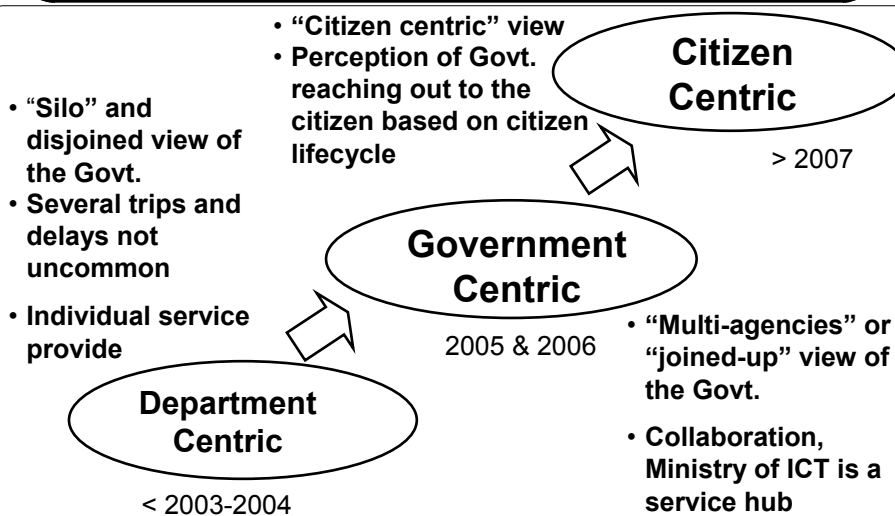 • “Silo” and
disjoined view of
the Govt.
• Several trips and
delays not
uncommon
• Individual service
provide
• “Citizen centric” view
• Perception of Govt.
reaching out to the
citizen based on citizen
lifecycle
Citizen
Centric
> 2007
Government
Centric
2005 & 2006
• “Multi-agencies” or
“joined-up” view of
the Govt.
• Collaboration,
Ministry of ICT is a
service hub
Department
Centric
< 2003-2004